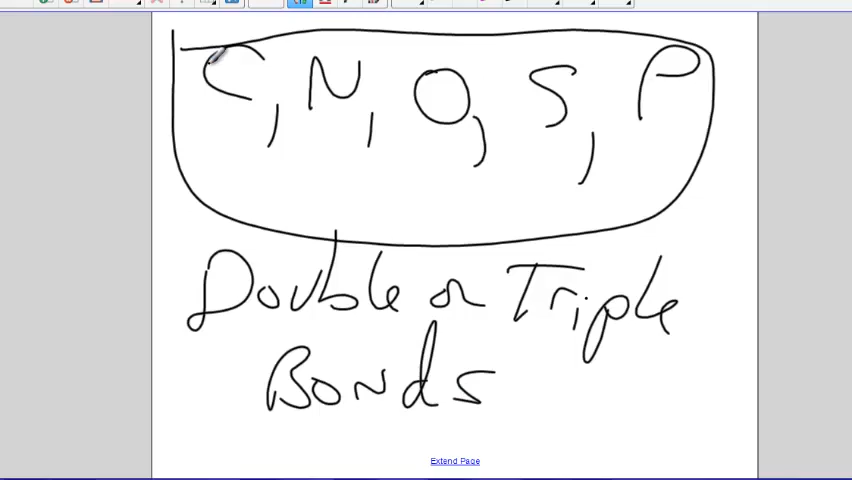 C, N, O, S, P
Double or Triple
Bonds
Extend Page